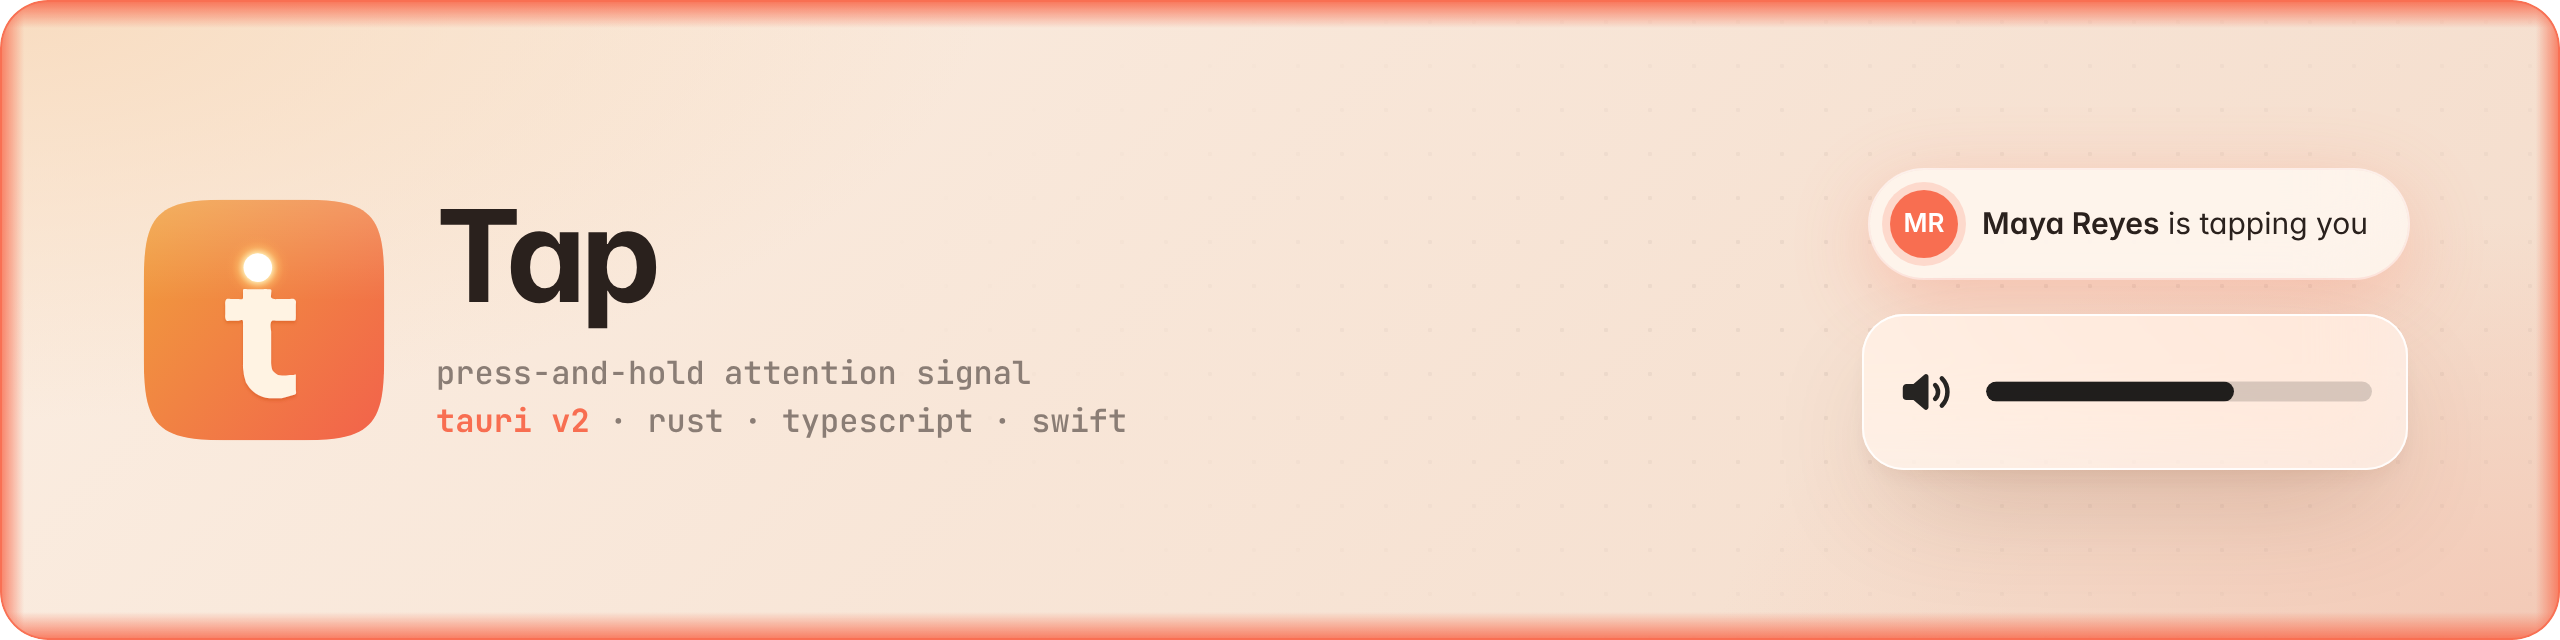 t
Tap
press-and-hold attention signal
tauri v2 · rust · typescript · swift
MR
Maya Reyes is tapping you